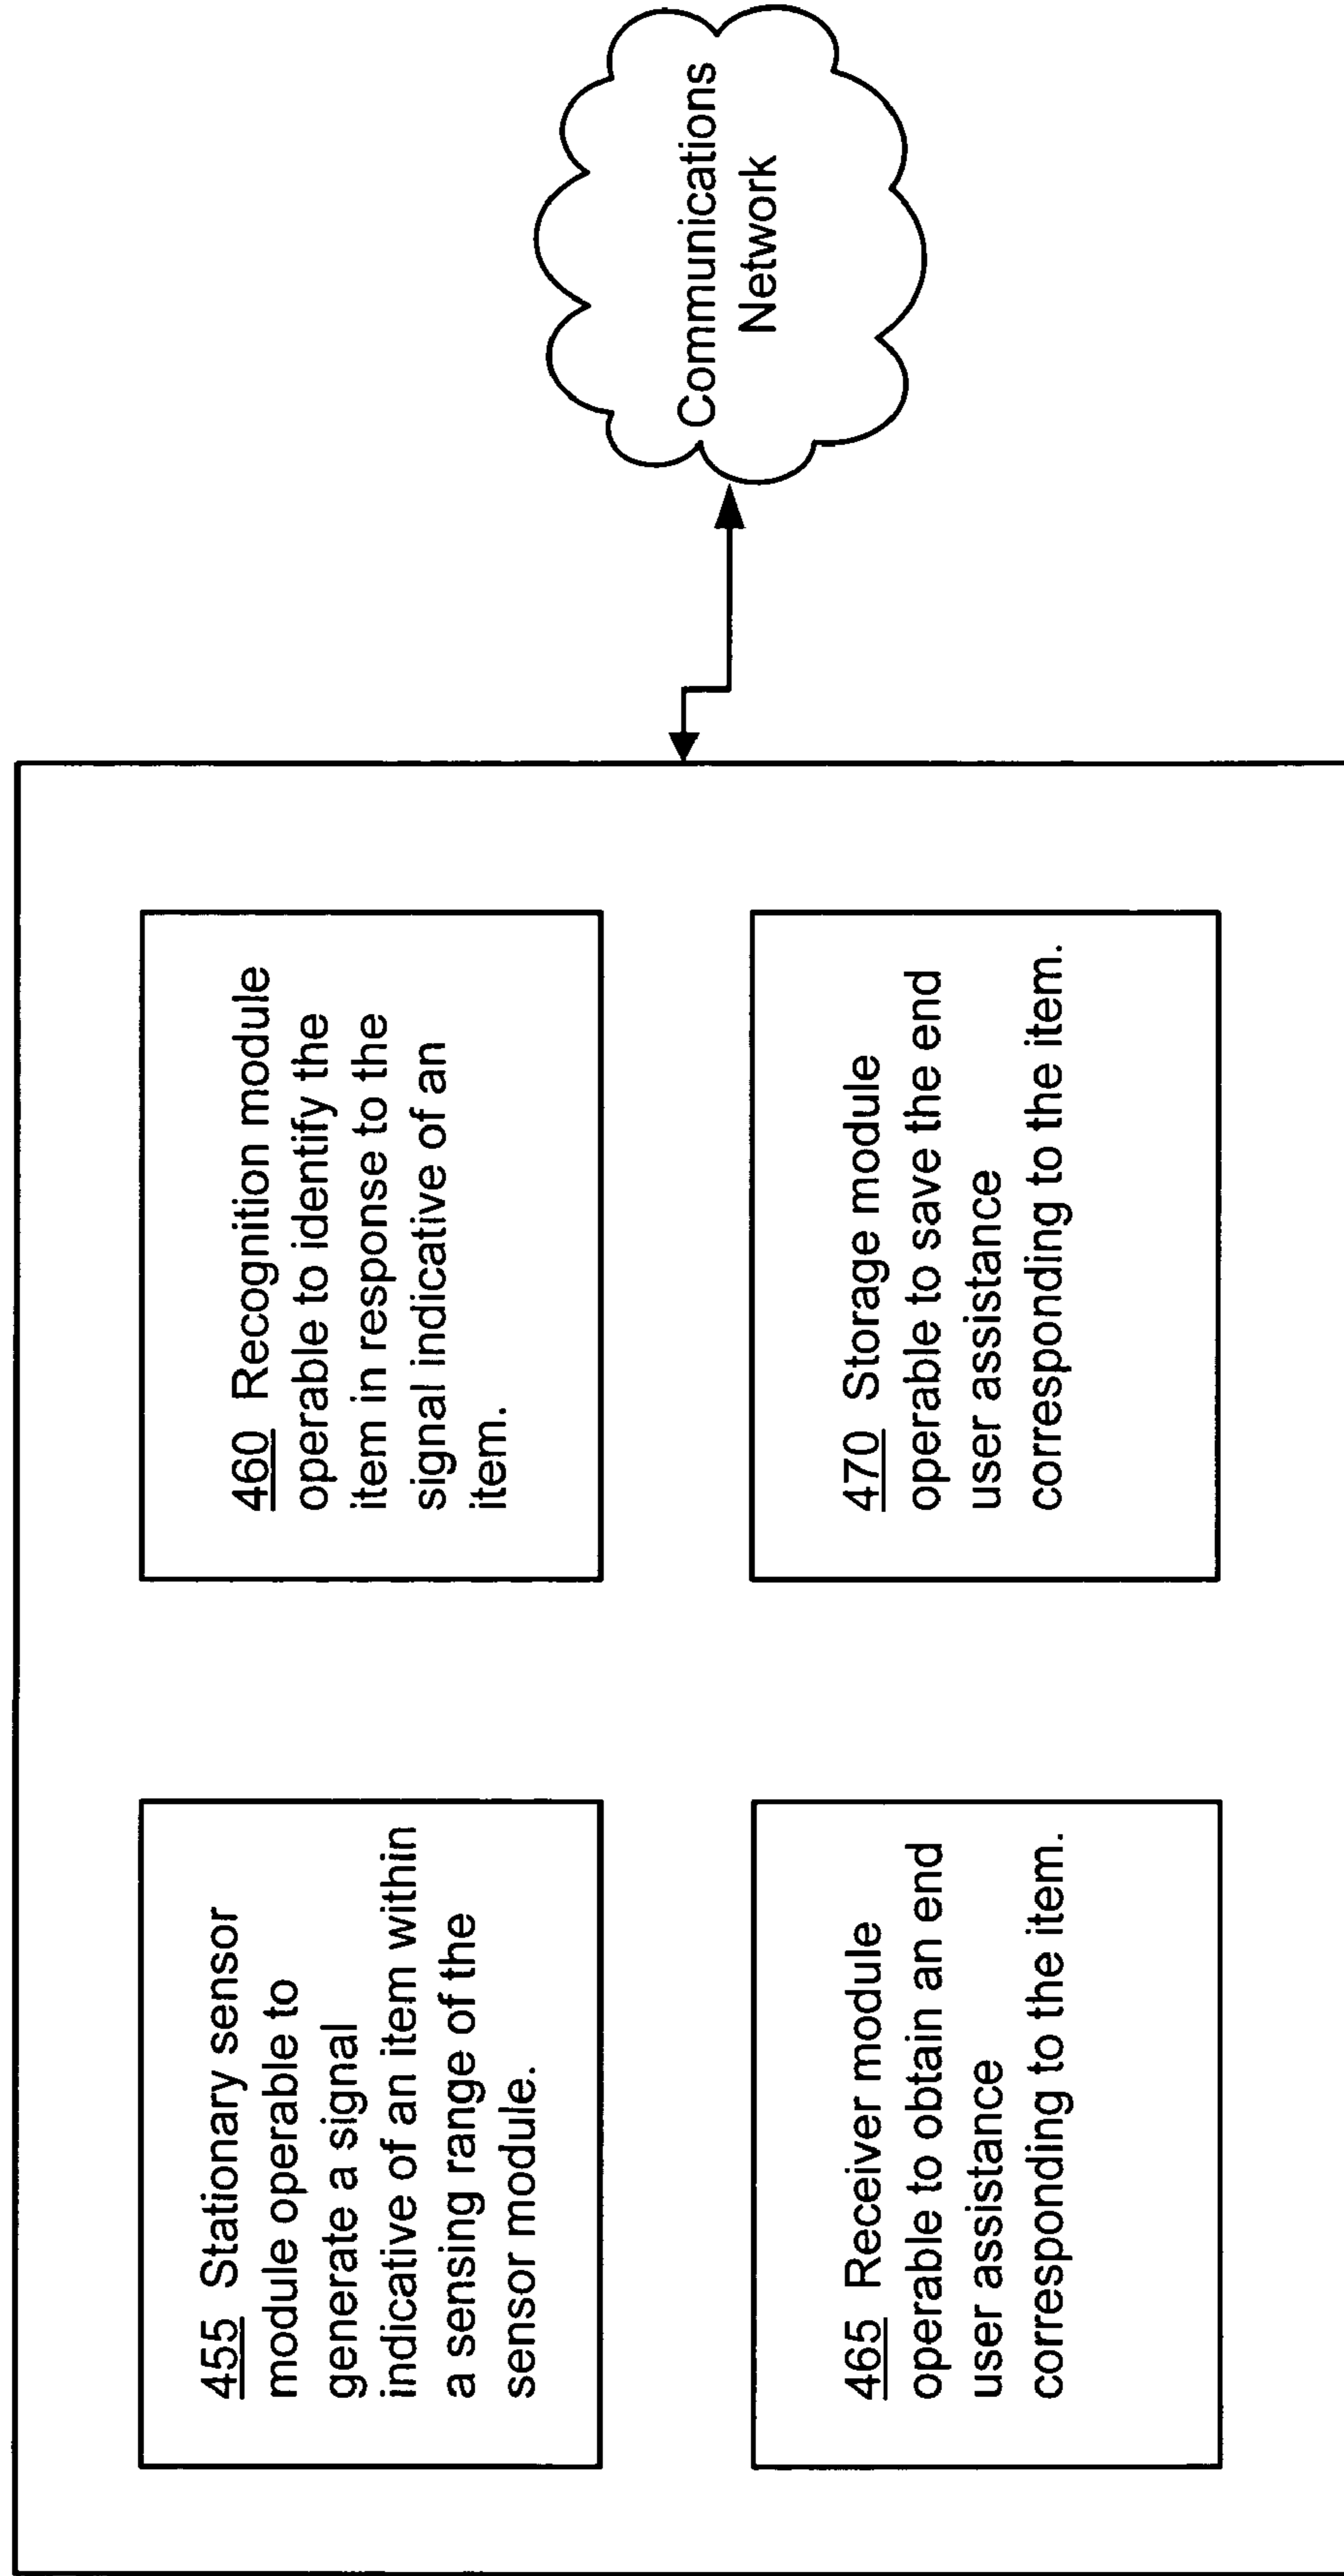 455 Stationary sensor
module operable to
generate a signal
indicative of an item within
a sensing range of the
sensor module.
460 Recognition module
operable to identify the
item in response to the
signal indicative of an
item.
465 Receiver module
operable to obtain an end
user assistance
corresponding to the item.
470 Storage module
operable to save the end
user assistance
corresponding to the item.
Communications
Network